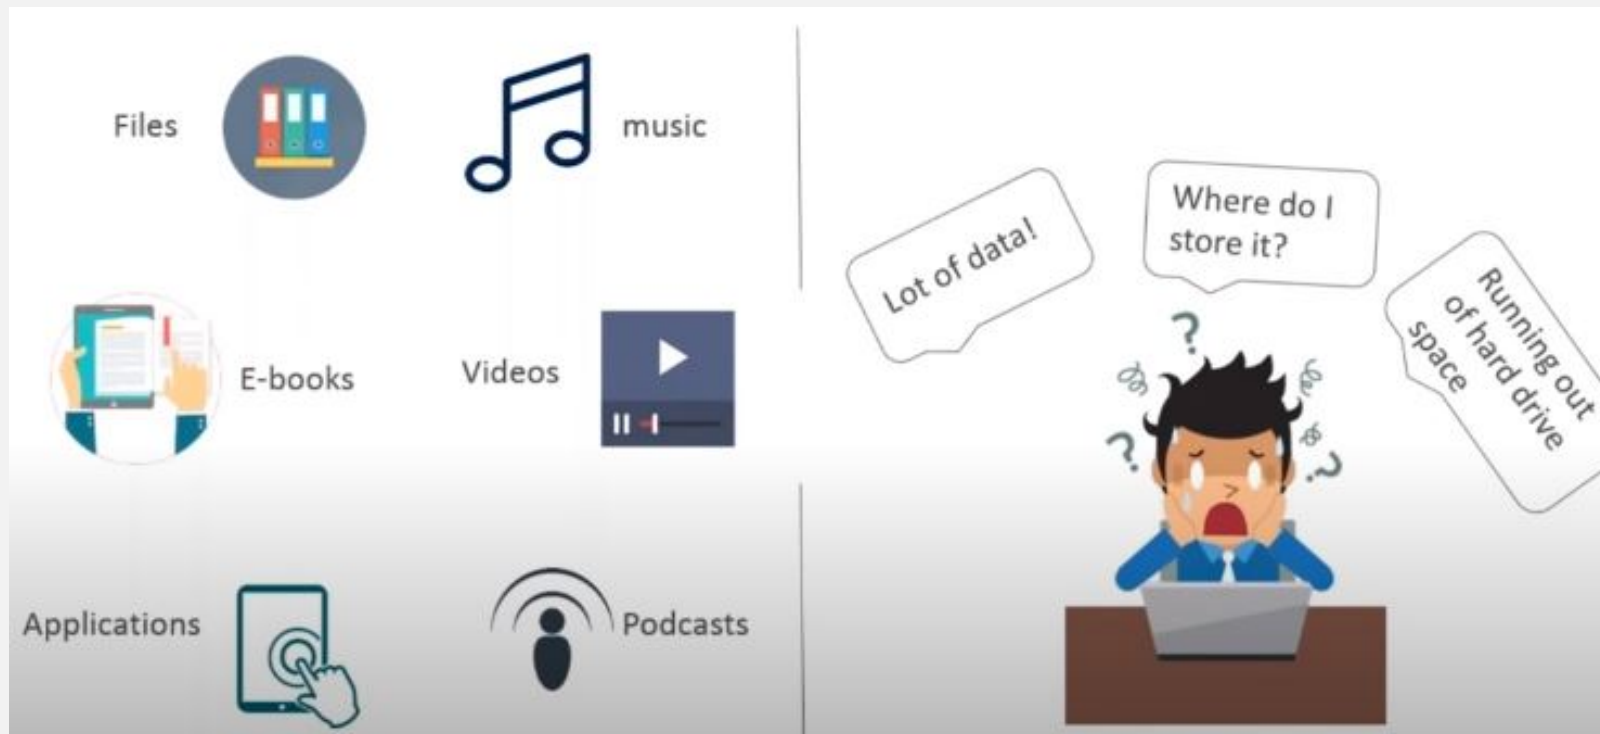 Files
music
E-books
Videos
Applications
Podcasts
Lot of data!
Where do I
store it?
Running out
of hard drive
space